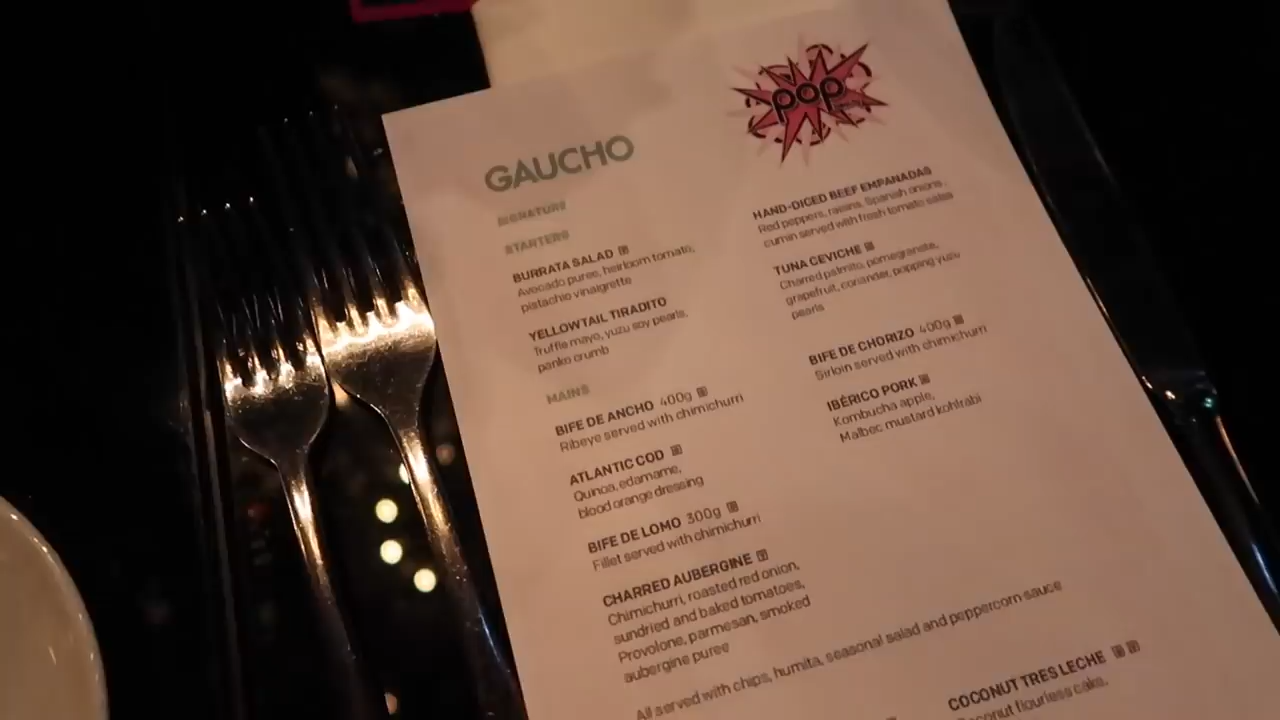 GAUCHO
pop
SIGNATURE
STARTERS
BURRATA SALAD
Avocado puree, heirloom tomato,
pistachio vinaigrette
YELLOWTAIL TIRADITO
Truffle mayo, yuzu soy pearls,
panko crumb
HAND-DICED BEEF EMPANADAS
Red peppers, raisins, Spanish onions,
cumin served with fresh tomato salsa
TUNA CEVICHE
Charred palmito, pomegranate,
grapefruit, coriander, popping yuzu
pearls
MAINS
BIFE DE ANCHO 400g
Ribeye served with chimichurri
ATLANTIC COD
Quinoa, edamame,
blood orange dressing
BIFE DE LOMO 300g
Fillet served with chimichurri
CHARRED AUBERGINE
Chimichurri, roasted red onion,
sundried and baked tomatoes,
Provolone, parmesan, smoked
aubergine puree
BIFE DE CHORIZO 400g
Sirloin served with chimichurri
IBÉRICO PORK
Kombucha apple,
Malbec mustard kohlrabi
All served with chips, humita, seasonal salad and peppercorn sauce
COCONUT TRES LECHE
Coconut flourless cake,